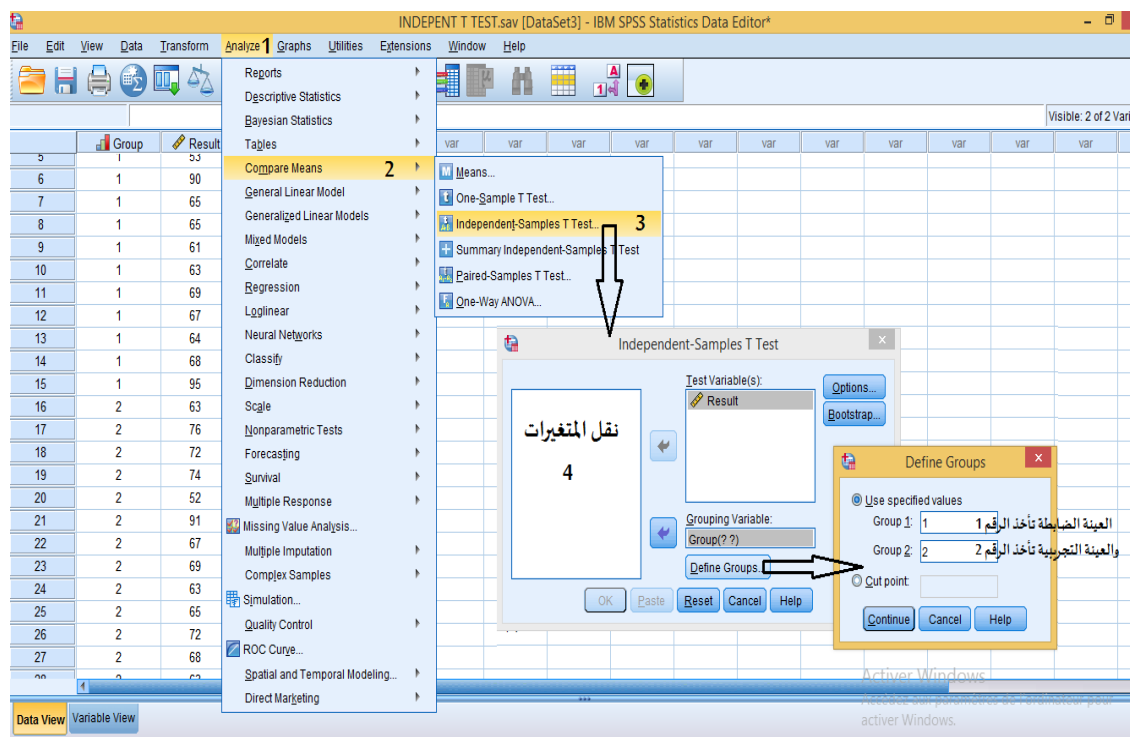 INDEPENT T TEST.sav [DataSet3] - IBM SPSS Statistics Data Editor*
File Edit View Data Transform Analyze 1 Graphs Utilities Extensions Window Help
Visible: 2 of 2 Vari
Group Result var var var var var var var var var var var
5 1 53
6 1 90
7 1 65
8 1 65
9 1 61
10 1 63
11 1 69
12 1 67
13 1 64
14 1 68
15 1 95
16 2 63
17 2 76
18 2 72
19 2 74
20 2 52
21 2 91
22 2 67
23 2 69
24 2 63
25 2 65
26 2 72
27 2 68
Reports
Descriptive Statistics
Bayesian Statistics
Tables
Compare Means 2
General Linear Model
Generalized Linear Models
Mixed Models
Correlate
Regression
Loglinear
Neural Networks
Classify
Dimension Reduction
Scale
Nonparametric Tests
Forecasting
Survival
Multiple Response
Missing Value Analysis...
Multiple Imputation
Complex Samples
Simulation...
Quality Control
ROC Curve...
Spatial and Temporal Modeling...
Direct Marketing
Means...
One-Sample T Test...
Independent-Samples T Test... 3
Summary Independent-Samples T Test
Paired-Samples T Test...
One-Way ANOVA...
Independent-Samples T Test
نقل المتغيرات
4
Test Variable(s):
Result
Options...
Bootstrap...
Grouping Variable:
Group(? ?)
Define Groups...
OK Paste Reset Cancel Help
Define Groups
Use specified values
Group 1: 1
العينة الضابطة تأخذ الرقم 1
Group 2: 2
والعينة التجريبية تأخذ الرقم 2
Cut point:
Continue Cancel Help
Activer Windows
Accédez aux paramètres de l'ordinateur pour
activer Windows.
Data View Variable View